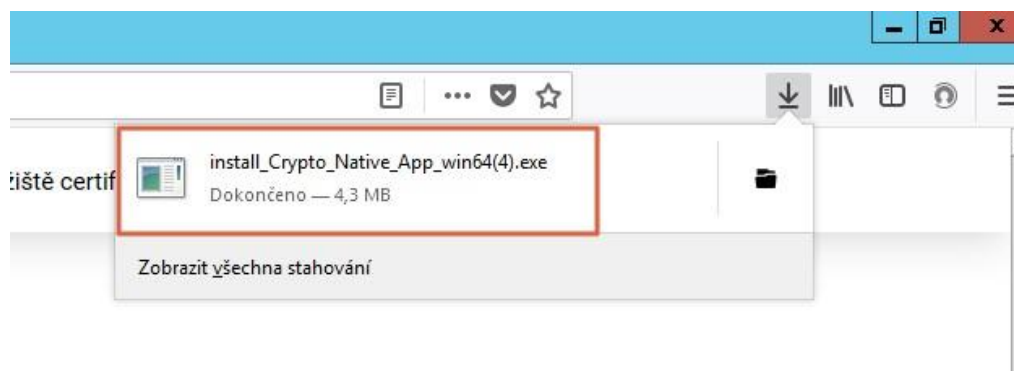 install_Crypto_Native_App_win64(4).exe
žiště certif
Dokončeno — 4,3 MB
Zobrazit všechna stahování